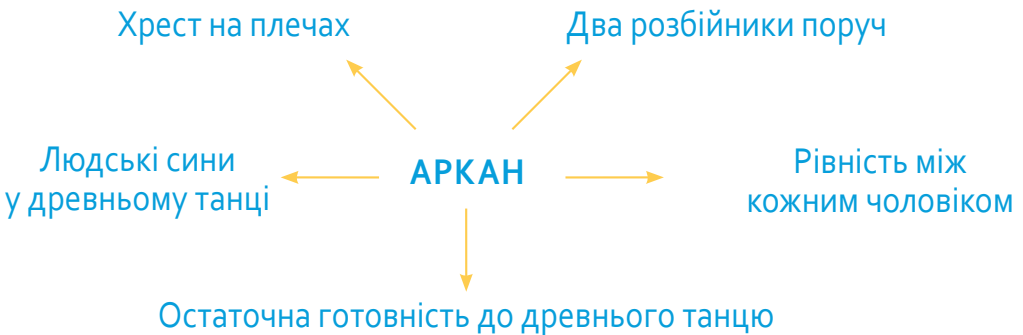 Хрест на плечах
Два розбійники поруч
Людські сини
у древньому танці
АРКАН
Рівність між
кожним чоловіком
Остаточна готовність до древнього танцю